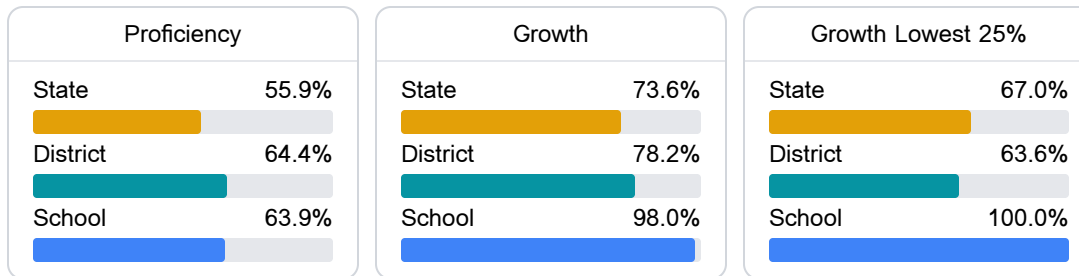 Proficiency
State 55.9%
District 64.4%
School 63.9%
Growth
State 73.6%
District 78.2%
School 98.0%
Growth Lowest 25%
State 67.0%
District 63.6%
School 100.0%